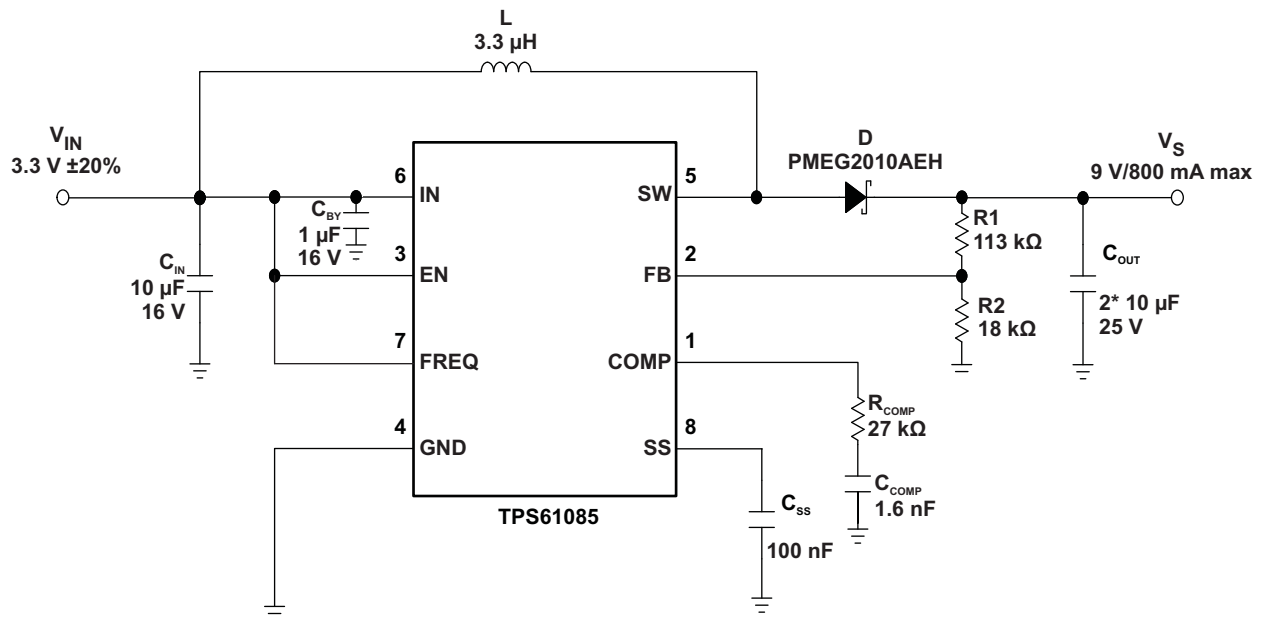 L
3.3 µH
V_IN
3.3 V ±20%
D
PMEG2010AEH
V_S
9 V/800 mA max
6
IN
SW
5
C_BY
1 µF
16 V
R1
113 kΩ
3
EN
FB
2
C_IN
10 µF
16 V
C_OUT
2* 10 µF
25 V
R2
18 kΩ
7
FREQ
COMP
1
R_COMP
27 kΩ
4
GND
SS
8
C_COMP
1.6 nF
TPS61085
C_SS
100 nF